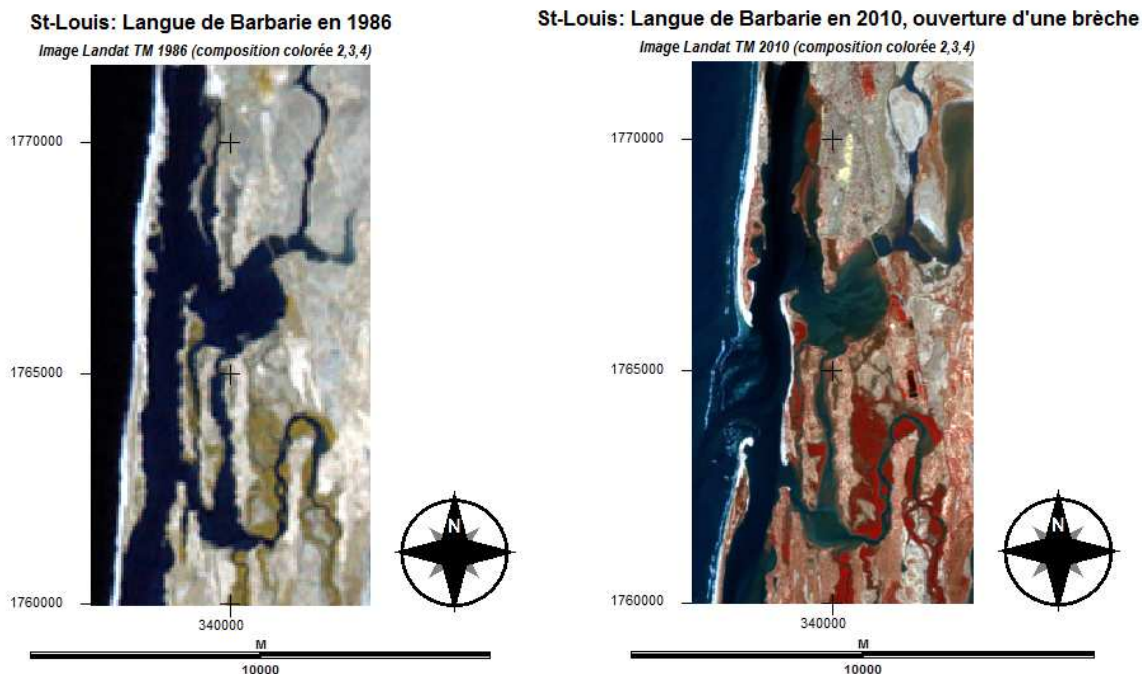 St-Louis: Langue de Barbarie en 1986
Image Landat TM 1986 (composition colorée 2,3,4)
1770000
1765000
1760000
340000
N
M
10000
St-Louis: Langue de Barbarie en 2010, ouverture d'une brèche
Image Landat TM 2010 (composition colorée 2,3,4)
1770000
1765000
1760000
340000
N
M
10000